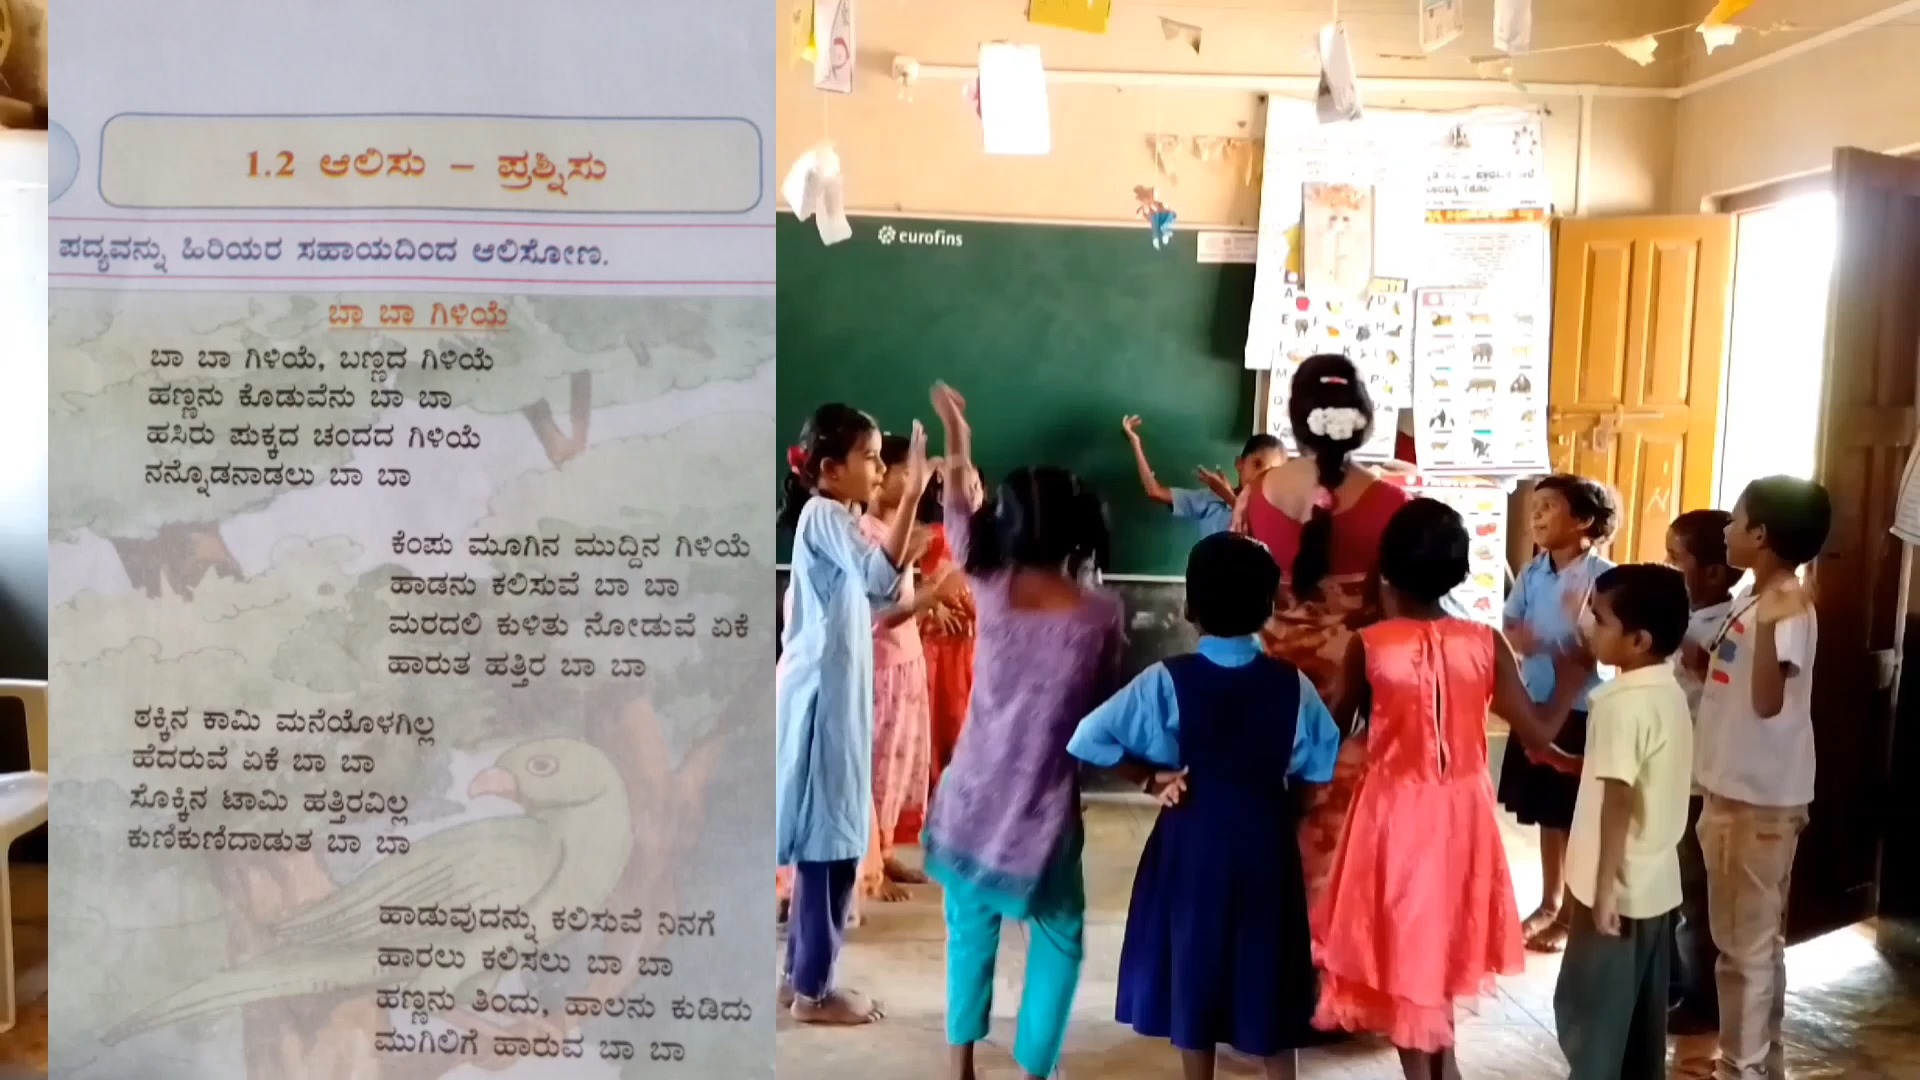 1.2 ಆಲಿಸು – ಪ್ರಶ್ನಿಸು
ಪದ್ಯವನ್ನು ಹಿರಿಯರ ಸಹಾಯದಿಂದ ಆಲಿಸೋಣ.
ಬಾ ಬಾ ಗಿಳಿಯೆ
ಬಾ ಬಾ ಗಿಳಿಯೆ, ಬಣ್ಣದ ಗಿಳಿಯೆ
ಹಣ್ಣನು ಕೊಡುವೆನು ಬಾ ಬಾ
ಹಸಿರು ಪುಕ್ಕದ ಚಂದದ ಗಿಳಿಯೆ
ನನ್ನೊಡನಾಡಲು ಬಾ ಬಾ
ಕೆಂಪು ಮೂಗಿನ ಮುದ್ದಿನ ಗಿಳಿಯೆ
ಹಾಡನು ಕಲಿಸುವೆ ಬಾ ಬಾ
ಮರದಲಿ ಕುಳಿತು ನೋಡುವೆ ಏಕೆ
ಹಾರುತ ಹತ್ತಿರ ಬಾ ಬಾ
ಠಕ್ಕಿನ ಕಾಮಿ ಮನೆಯೊಳಗಿಲ್ಲ
ಹೆದರುವೆ ಏಕೆ ಬಾ ಬಾ
ಸೊಕ್ಕಿನ ಟಾಮಿ ಹತ್ತಿರವಿಲ್ಲ
ಕುಣಿಕುಣಿದಾಡುತ ಬಾ ಬಾ
ಹಾಡುವುದನ್ನು ಕಲಿಸುವೆ ನಿನಗೆ
ಹಾರಲು ಕಲಿಸಲು ಬಾ ಬಾ
ಹಣ್ಣನು ತಿಂದು, ಹಾಲನು ಕುಡಿದು
ಮುಗಿಲಿಗೆ ಹಾರುವ ಬಾ ಬಾ
eurofins
A D
E F G H
I J K
M P
Q
V